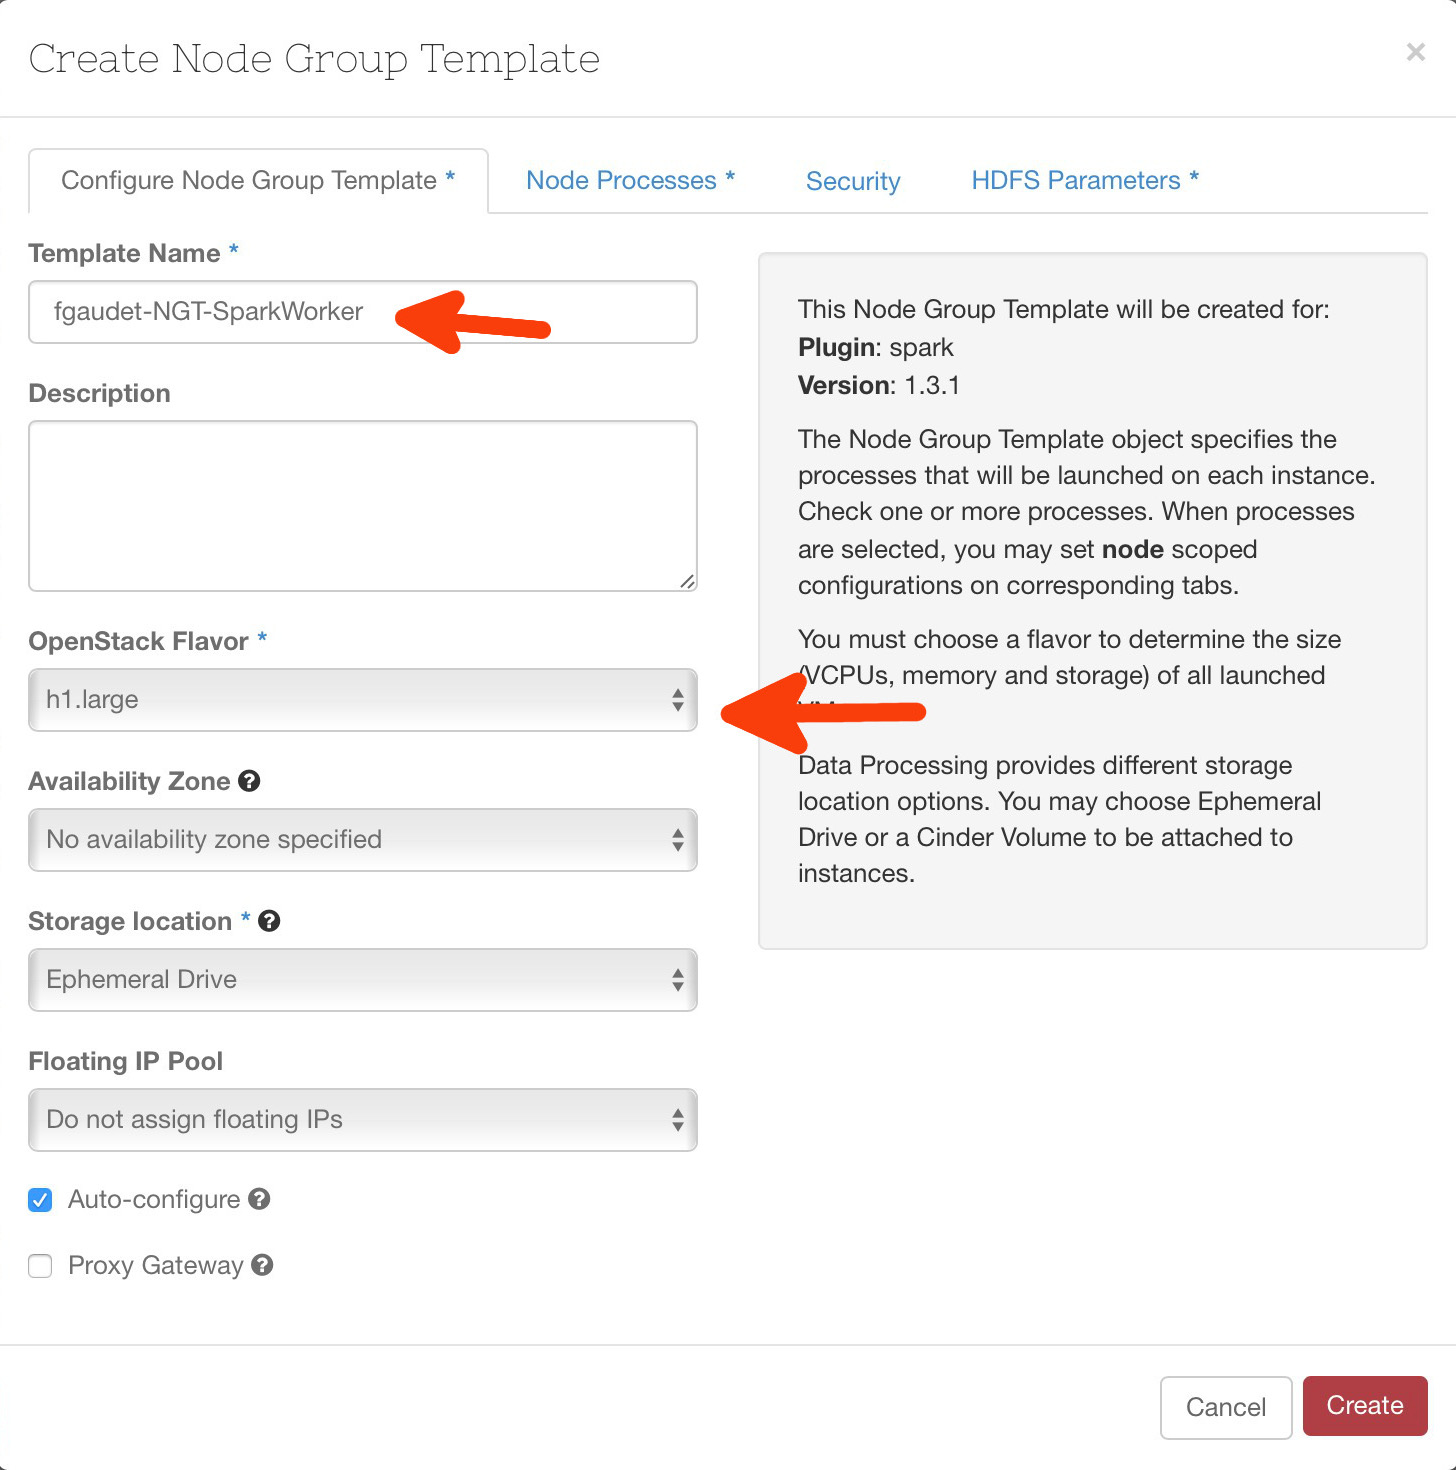 Create Node Group Template
×
Configure Node Group Template *
Node Processes *
Security
HDFS Parameters *
Template Name *
fgaudet-NGT-SparkWorker
Description
OpenStack Flavor *
h1.large
Availability Zone ?
No availability zone specified
Storage location * ?
Ephemeral Drive
Floating IP Pool
Do not assign floating IPs
Auto-configure ?
Proxy Gateway ?
This Node Group Template will be created for:
Plugin: spark
Version: 1.3.1
The Node Group Template object specifies the
processes that will be launched on each instance.
Check one or more processes. When processes
are selected, you may set node scoped
configurations on corresponding tabs.
You must choose a flavor to determine the size
(VCPUs, memory and storage) of all launched
Data Processing provides different storage
location options. You may choose Ephemeral
Drive or a Cinder Volume to be attached to
instances.
Cancel
Create